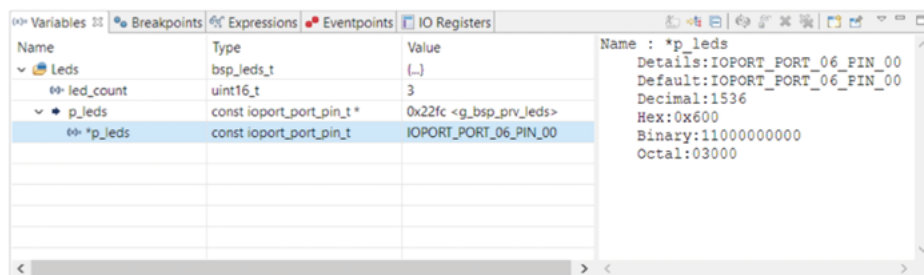 (x)= Variables Breakpoints Expressions Eventpoints IO Registers
Name Type Value
Leds bsp_leds_t {...}
led_count uint16_t 3
p_leds const ioport_port_pin_t * 0x22fc <g_bsp_prv_leds>
*p_leds const ioport_port_pin_t IOPORT_PORT_06_PIN_00
Name : *p_leds
Details:IOPORT_PORT_06_PIN_00
Default:IOPORT_PORT_06_PIN_00
Decimal:1536
Hex:0x600
Binary:11000000000
Octal:03000